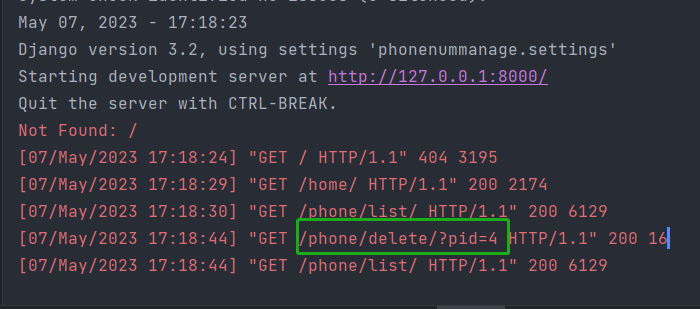 May 07, 2023 - 17:18:23
Django version 3.2, using settings 'phonenummanage.settings'
Starting development server at http://127.0.0.1:8000/
Quit the server with CTRL-BREAK.
Not Found: /
[07/May/2023 17:18:24] "GET / HTTP/1.1" 404 3195
[07/May/2023 17:18:29] "GET /home/ HTTP/1.1" 200 2174
[07/May/2023 17:18:30] "GET /phone/list/ HTTP/1.1" 200 6129
[07/May/2023 17:18:44] "GET /phone/delete/?pid=4 HTTP/1.1" 200 16
[07/May/2023 17:18:44] "GET /phone/list/ HTTP/1.1" 200 6129